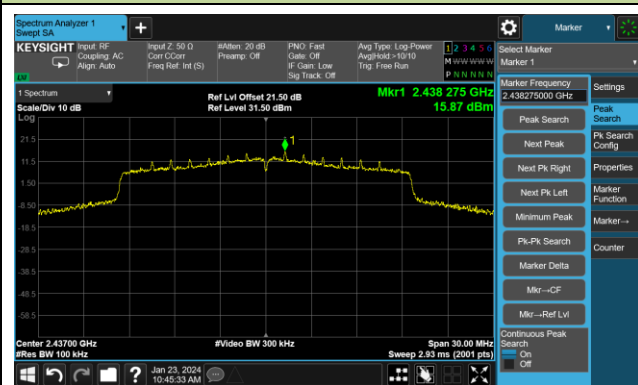 Spectrum Analyzer 1
Swept SA
Marker
KEYSIGHT
Input: RF
Coupling: AC
Align: Auto
Input Z: 50 Ω
Corr CCorr
Freq Ref: Int (S)
#Atten: 20 dB
Preamp: Off
PNO: Fast
Gate: Off
IF Gain: Low
Sig Track: Off
Avg Type: Log-Power
Avg|Hold:>10/10
Trig: Free Run
1 2 3 4 5 6
M W W W W W
P N N N N N
LXI
1 Spectrum
Scale/Div 10 dB
Log
Ref Lvl Offset 21.50 dB
Ref Level 31.50 dBm
Mkr1 2.438 275 GHz
15.87 dBm
1
21.5
11.5
1.50
-8.50
-18.5
-28.5
-38.5
-48.5
-58.5
Center 2.43700 GHz
#Res BW 100 kHz
#Video BW 300 kHz
Span 30.00 MHz
Sweep 2.93 ms (2001 pts)
Jan 23, 2024
10:45:33 AM
Select Marker
Marker 1
Marker Frequency
2.438275000 GHz
Peak Search
Next Peak
Next Pk Right
Next Pk Left
Minimum Peak
Pk-Pk Search
Marker Delta
Mkr→CF
Mkr→Ref Lvl
Continuous Peak
Search
On
Off
Settings
Peak
Search
Pk Search
Config
Properties
Marker
Function
Marker→
Counter